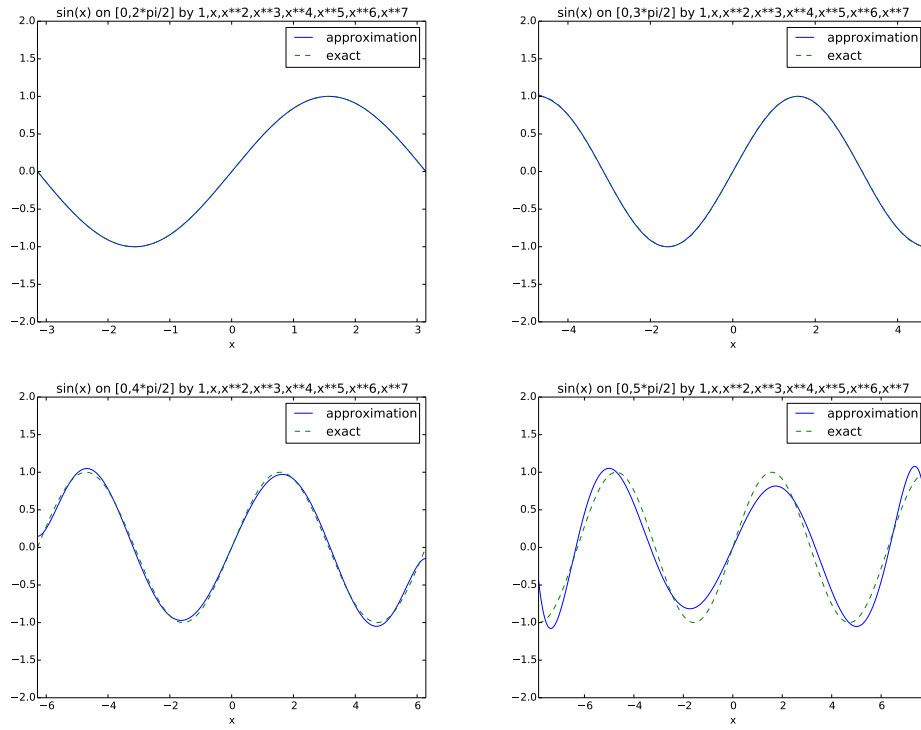 sin(x) on [0,2*pi/2] by 1,x,x**2,x**3,x**4,x**5,x**6,x**7
2.0
1.5
1.0
0.5
0.0
−0.5
−1.0
−1.5
−2.0
approximation
exact
−3 −2 −1 0 1 2 3
x
sin(x) on [0,3*pi/2] by 1,x,x**2,x**3,x**4,x**5,x**6,x**7
2.0
1.5
1.0
0.5
0.0
−0.5
−1.0
−1.5
−2.0
approximation
exact
−4 −2 0 2 4
x
sin(x) on [0,4*pi/2] by 1,x,x**2,x**3,x**4,x**5,x**6,x**7
2.0
1.5
1.0
0.5
0.0
−0.5
−1.0
−1.5
−2.0
approximation
exact
−6 −4 −2 0 2 4 6
x
sin(x) on [0,5*pi/2] by 1,x,x**2,x**3,x**4,x**5,x**6,x**7
2.0
1.5
1.0
0.5
0.0
−0.5
−1.0
−1.5
−2.0
approximation
exact
−6 −4 −2 0 2 4 6
x